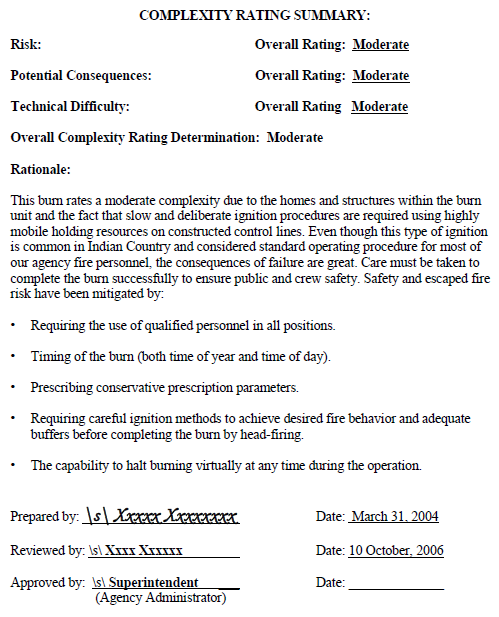 COMPLEXITY RATING SUMMARY:
Risk: Overall Rating: Moderate
Potential Consequences: Overall Rating: Moderate
Technical Difficulty: Overall Rating Moderate
Overall Complexity Rating Determination: Moderate
Rationale:
This burn rates a moderate complexity due to the homes and structures within the burn
unit and the fact that slow and deliberate ignition procedures are required using highly
mobile holding resources on constructed control lines. Even though this type of ignition
is common in Indian Country and considered standard operating procedure for most of
our agency fire personnel, the consequences of failure are great. Care must be taken to
complete the burn successfully to ensure public and crew safety. Safety and escaped fire
risk have been mitigated by:
• Requiring the use of qualified personnel in all positions.
• Timing of the burn (both time of year and time of day).
• Prescribing conservative prescription parameters.
• Requiring careful ignition methods to achieve desired fire behavior and adequate
buffers before completing the burn by head-firing.
• The capability to halt burning virtually at any time during the operation.
Prepared by: \s\ Xxxxx Xxxxxxxx Date: March 31, 2004
Reviewed by: \s\ Xxxx Xxxxxx Date: 10 October, 2006
Approved by: \s\ Superintendent Date:
(Agency Administrator)